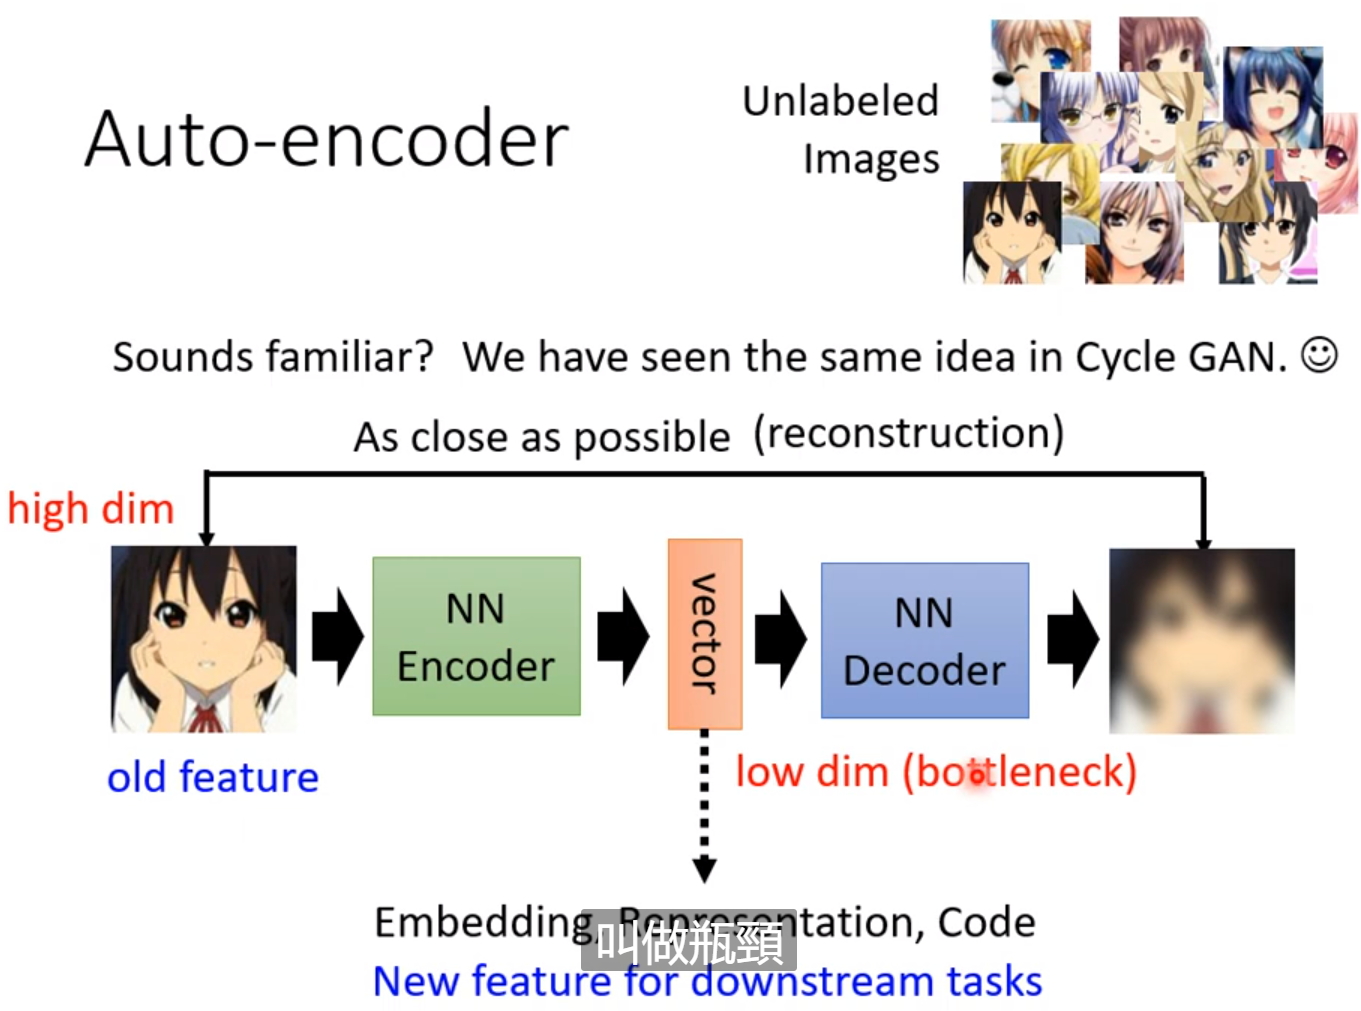 Auto-encoder
Unlabeled
Images
Sounds familiar? We have seen the same idea in Cycle GAN. ☺
As close as possible (reconstruction)
high dim
NN
Encoder
vector
NN
Decoder
old feature
low dim (bottleneck)
Embedding, Representation, Code
叫做瓶頸
New feature for downstream tasks